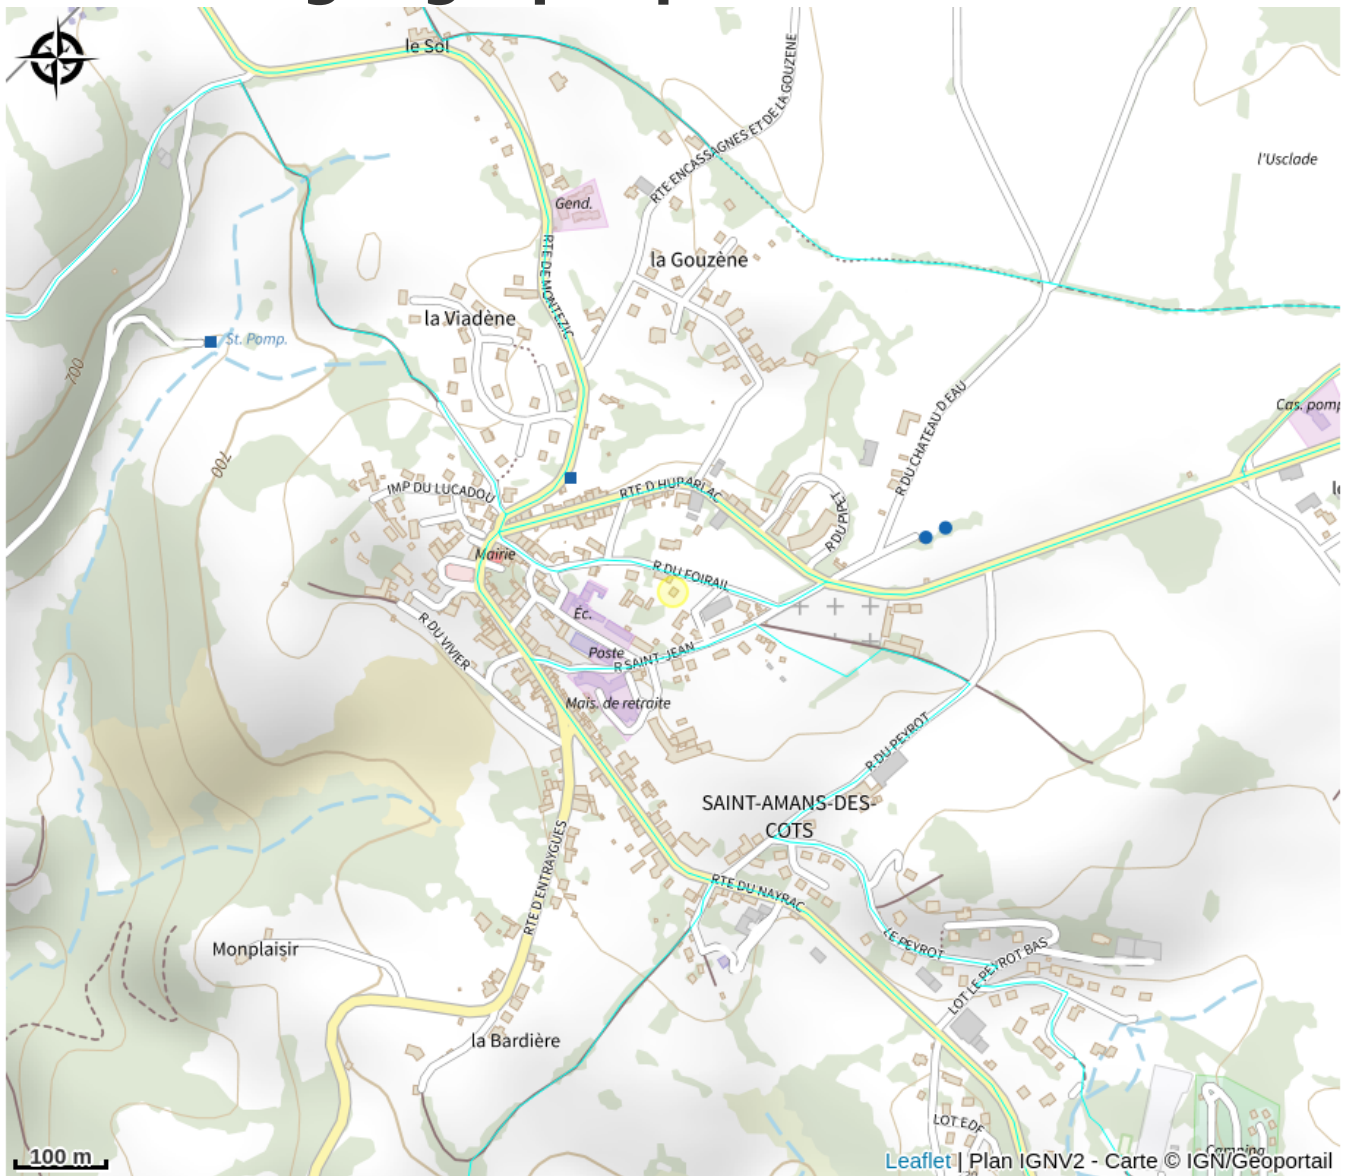 le Sol
RTE ENCASSAGNES ET DE LA GOUZENE
l'Usclade
Gend.
RTE DE MONTEZIC
la Gouzène
la Viadène
St. Pomp.
700
700
R DU CHATEAU D EAU
IMP DU LUCADOU
RTE D HUPARLAC
R DU PIPET
Mairie
R DU FOIRAIL
Éc.
R DU VIVIER
Poste
R SAINT-JEAN
Mais. de retraite
R DU PEYROT
SAINT-AMANS-DES-
COTS
RTE D'ENTRAYGUES
RTE DU NAYRAC
LE PEYROT
LOT LE PEYROT BAS
Monplaisir
la Bardière
LOT EDF
Camping
100 m
Leaflet | Plan IGNV2 - Carte © IGN/Géoportail